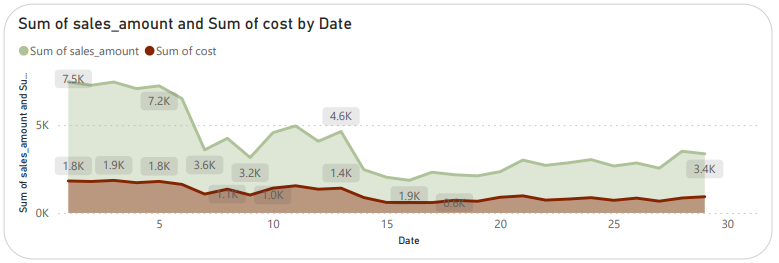 Sum of sales_amount and Sum of cost by Date
Sum of sales_amount Sum of cost
Sum of sales_amount and Su...
5K
0K
7.5K
7.2K
3.6K
3.2K
4.6K
1.9K
3.4K
1.8K
1.9K
1.8K
1.1K
1.0K
1.4K
0.6K
5 10 15 20 25 30
Date